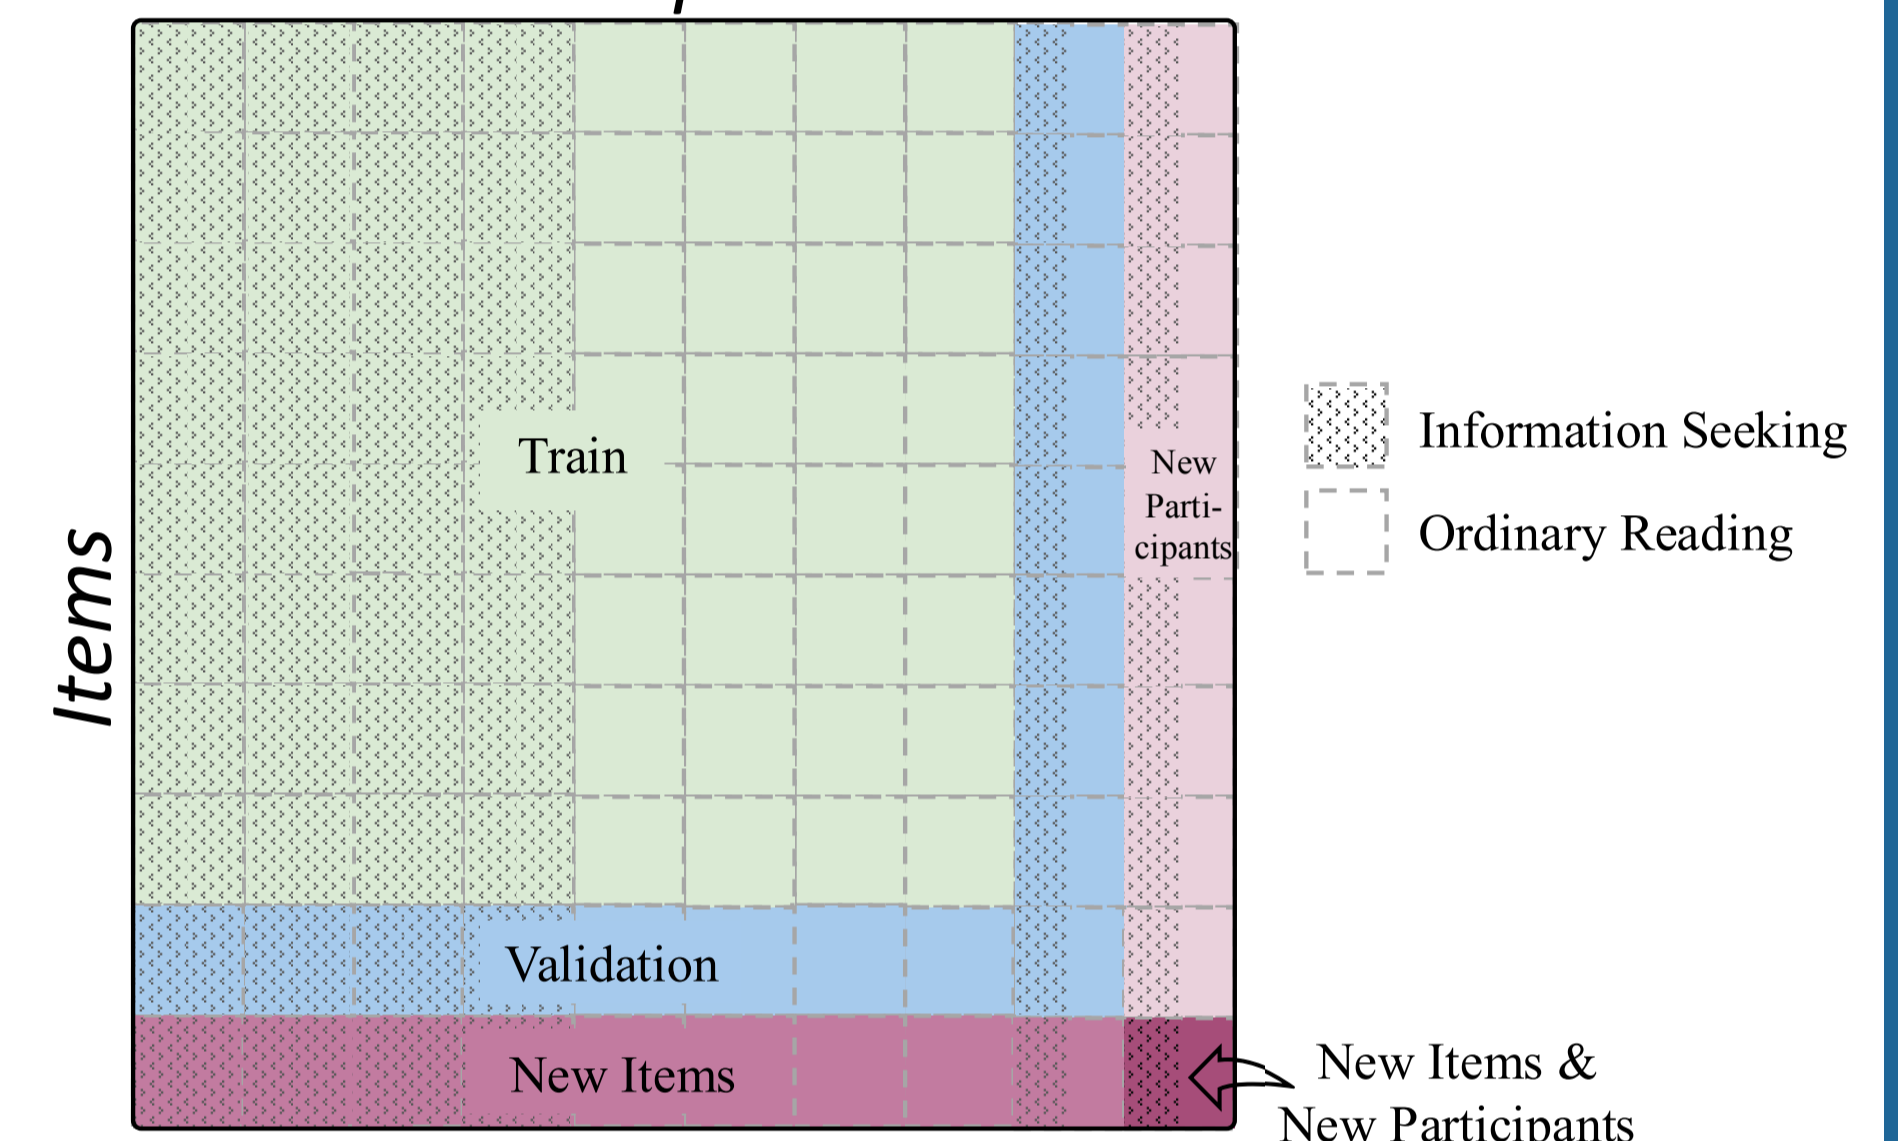 Items
Train
New
Parti-
cipants
Information Seeking
Ordinary Reading
Validation
New Items
New Items &
New Participants